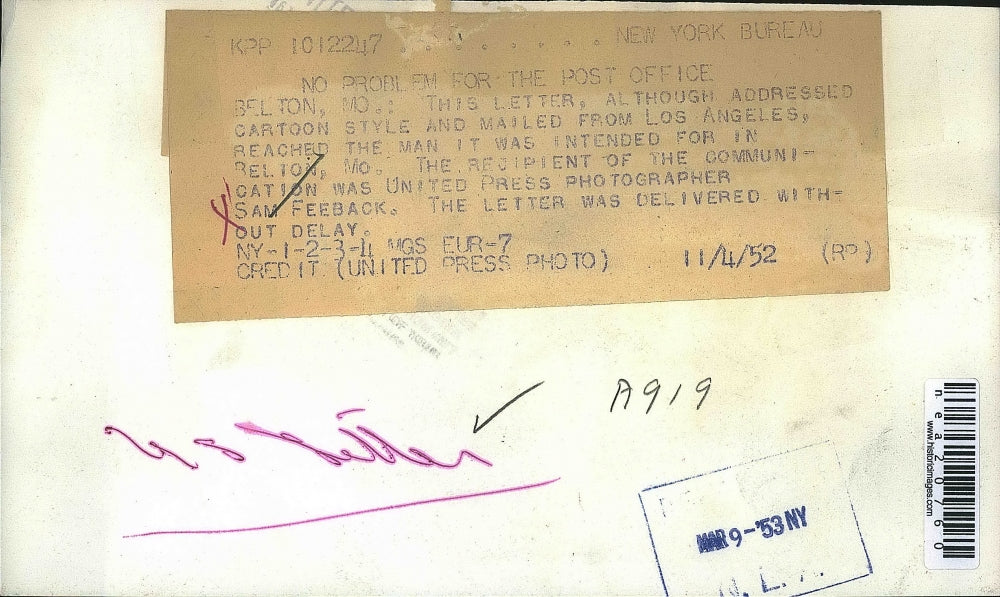 KPP 1012247 . . . . . . . . NEW YORK BUREAU
NO PROBLEM FOR THE POST OFFICE
BELTON, MO.: THIS LETTER, ALTHOUGH ADDRESSED
CARTOON STYLE AND MAILED FROM LOS ANGELES,
REACHED THE MAN IT WAS INTENDED FOR IN
BELTON, MO. THE RECIPIENT OF THE COMMUNI-
CATION WAS UNITED PRESS PHOTOGRAPHER
SAM FEEBACK. THE LETTER WAS DELIVERED WITH-
OUT DELAY.
NY-1-2-3-4 MGS EUR-7
CREDIT (UNITED PRESS PHOTO) 11/4/52 (RP)
A919
MAR 9-'53 NY
nea20760
www.historicimages.com